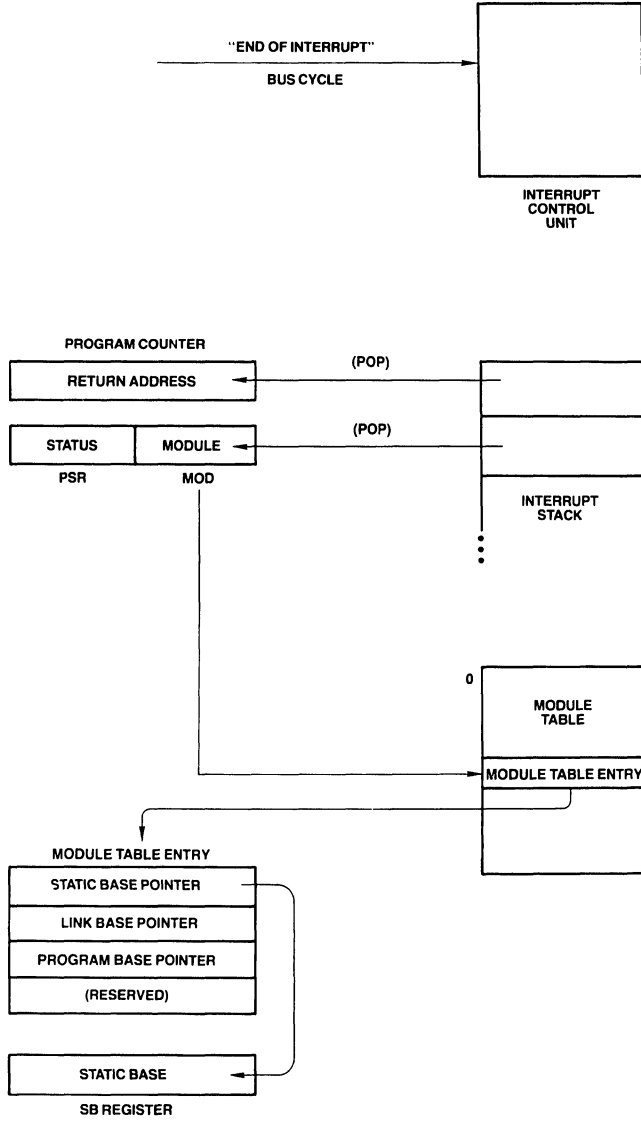 "END OF INTERRUPT"
BUS CYCLE
INTERRUPT
CONTROL
UNIT
PROGRAM COUNTER
RETURN ADDRESS
(POP)
STATUS
MODULE
(POP)
PSR
MOD
INTERRUPT
STACK
0
MODULE
TABLE
MODULE TABLE ENTRY
MODULE TABLE ENTRY
STATIC BASE POINTER
LINK BASE POINTER
PROGRAM BASE POINTER
(RESERVED)
STATIC BASE
SB REGISTER